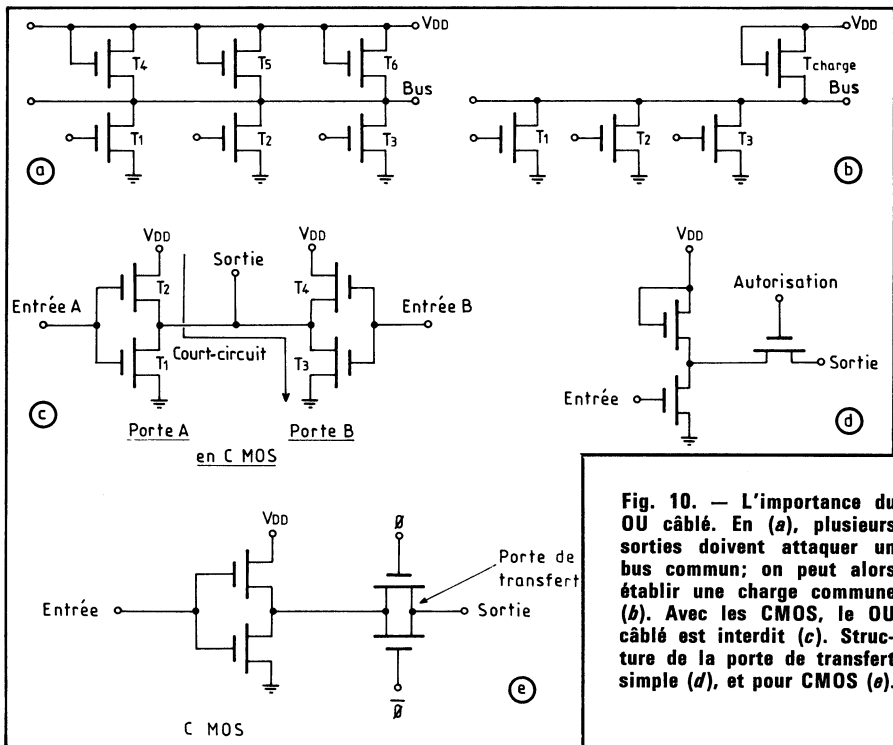 VDD
VDD
T4
T5
T6
Tcharge
Bus
Bus
T1
T2
T3
T1
T2
T3
a
b
VDD
Sortie
VDD
VDD
T2
T4
Autorisation
Entrée A
Entrée B
T1
Court-circuit
T3
Sortie
Entrée
c
d
Porte A
Porte B
en C MOS
VDD
Ø
Porte de
transfert
Entrée
Sortie
Ø
e
C MOS
Fig. 10. — L'importance du
OU câblé. En (a), plusieurs
sorties doivent attaquer un
bus commun; on peut alors
établir une charge commune
(b). Avec les CMOS, le OU
câblé est interdit (c). Struc-
ture de la porte de transfert
simple (d), et pour CMOS (e).